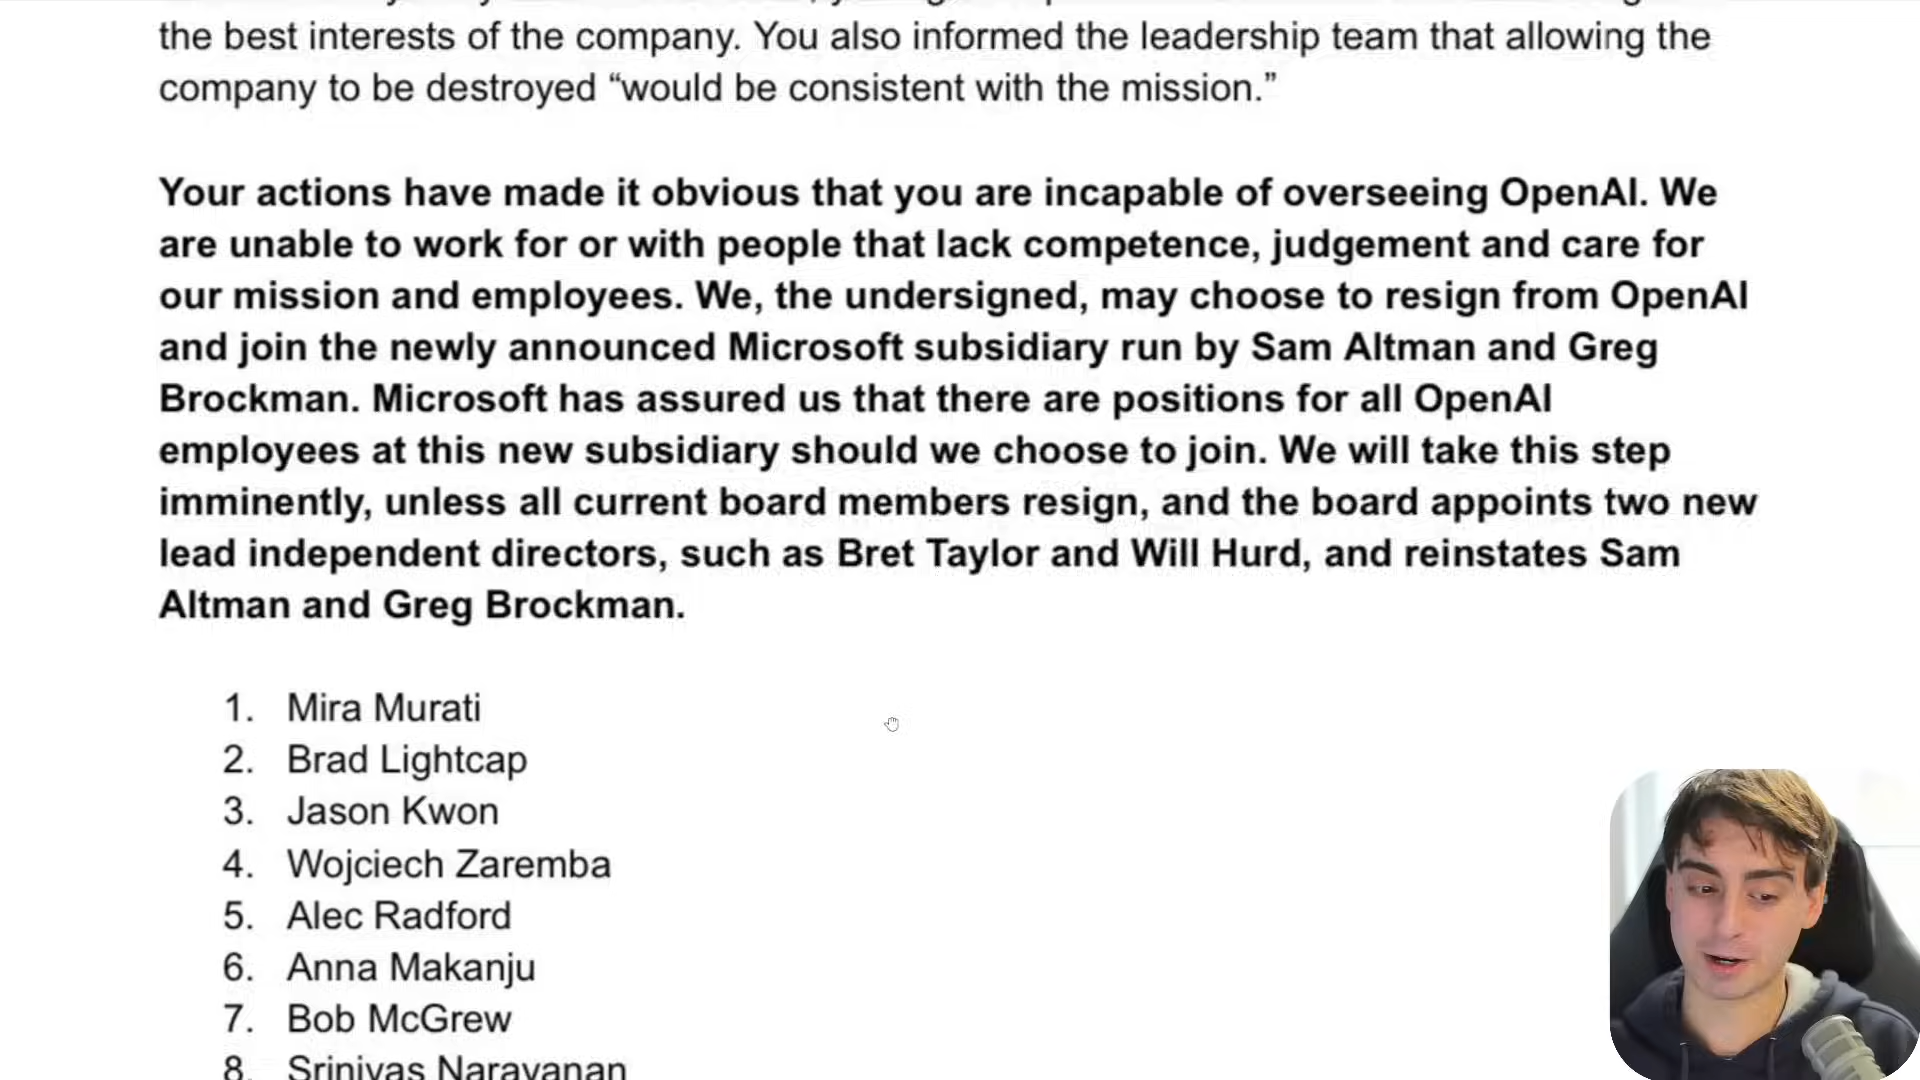 the best interests of the company. You also informed the leadership team that allowing the
company to be destroyed “would be consistent with the mission.”
Your actions have made it obvious that you are incapable of overseeing OpenAI. We
are unable to work for or with people that lack competence, judgement and care for
our mission and employees. We, the undersigned, may choose to resign from OpenAI
and join the newly announced Microsoft subsidiary run by Sam Altman and Greg
Brockman. Microsoft has assured us that there are positions for all OpenAI
employees at this new subsidiary should we choose to join. We will take this step
imminently, unless all current board members resign, and the board appoints two new
lead independent directors, such as Bret Taylor and Will Hurd, and reinstates Sam
Altman and Greg Brockman.
1. Mira Murati
2. Brad Lightcap
3. Jason Kwon
4. Wojciech Zaremba
5. Alec Radford
6. Anna Makanju
7. Bob McGrew
8. Srinivas Narayanan